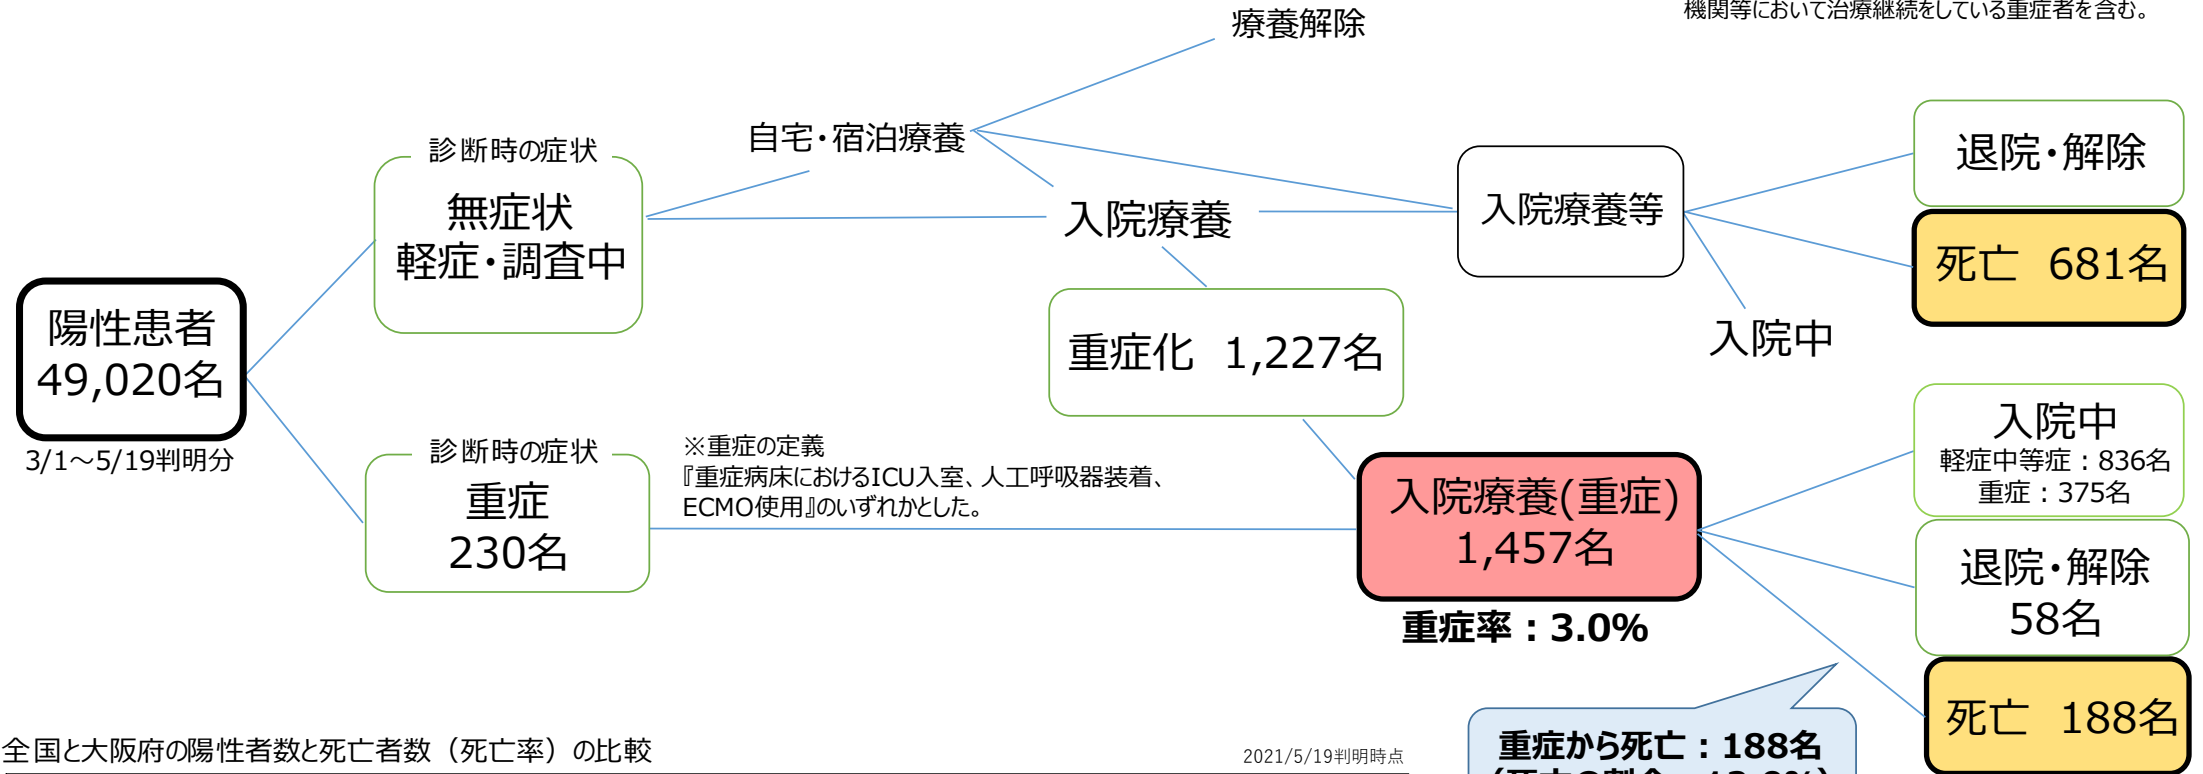 機関等において治療継続をしている重症者を含む。
療養解除
自宅・宿泊療養
診断時の症状
無症状
軽症・調査中
入院療養
入院療養等
退院・解除
死亡 681名
入院中
陽性患者
49,020名
3/1～5/19判明分
重症化 1,227名
診断時の症状
重症
230名
※重症の定義
『重症病床におけるICU入室、人工呼吸器装着、
ECMO使用』のいずれかとした。
入院療養(重症)
1,457名
重症率：3.0%
入院中
軽症中等症：836名
重症：375名
退院・解除
58名
死亡 188名
重症から死亡：188名
全国と大阪府の陽性者数と死亡者数（死亡率）の比較
2021/5/19判明時点